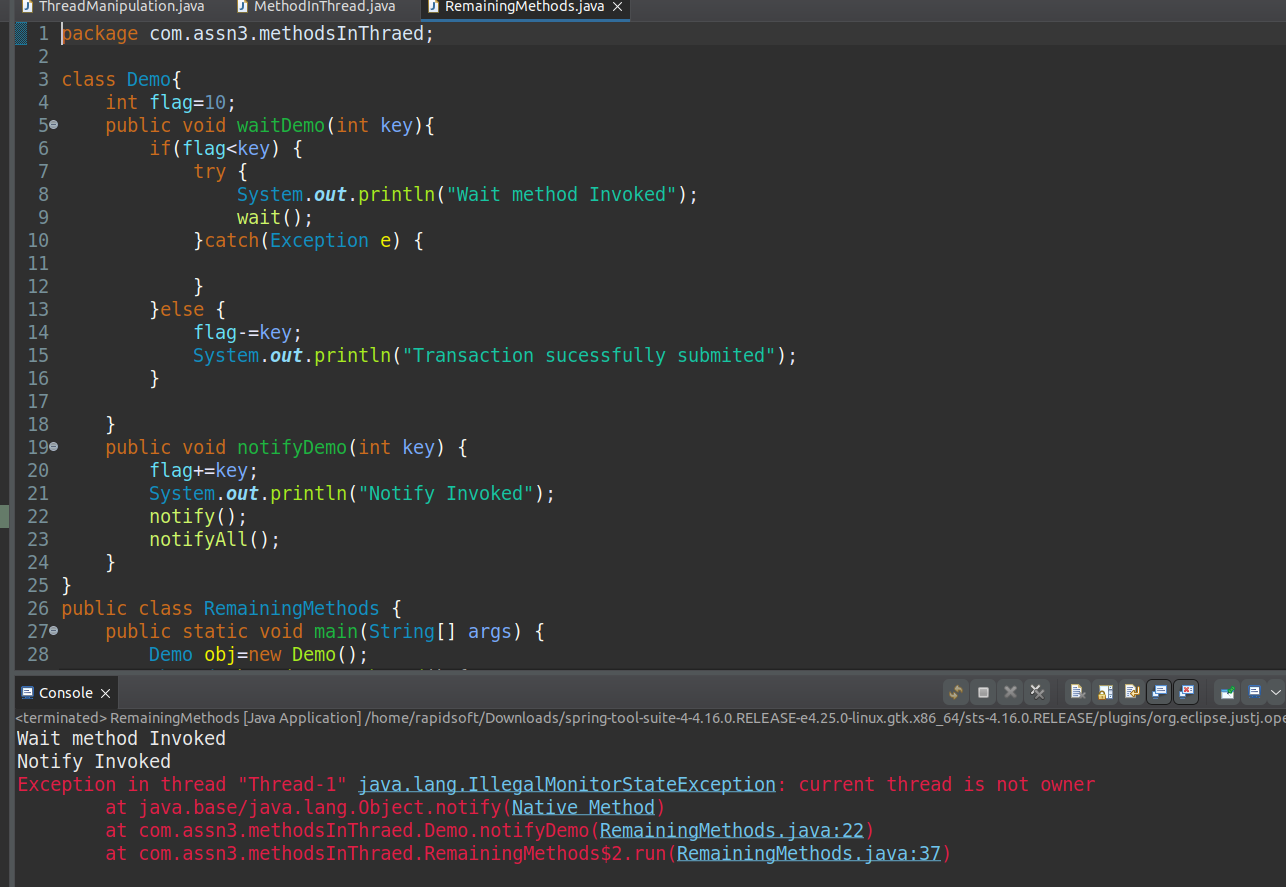 ThreadManipulation.java MethodInThread.java RemainingMethods.java
1 package com.assn3.methodsInThraed;
2
3 class Demo{
4 int flag=10;
5 public void waitDemo(int key){
6 if(flag<key) {
7 try {
8 System.out.println("Wait method Invoked");
9 wait();
10 }catch(Exception e) {
11
12 }
13 }else {
14 flag-=key;
15 System.out.println("Transaction sucessfully submited");
16 }
17
18 }
19 public void notifyDemo(int key) {
20 flag+=key;
21 System.out.println("Notify Invoked");
22 notify();
23 notifyAll();
24 }
25 }
26 public class RemainingMethods {
27 public static void main(String[] args) {
28 Demo obj=new Demo();
Console
<terminated> RemainingMethods [Java Application] /home/rapidsoft/Downloads/spring-tool-suite-4-4.16.0.RELEASE-e4.25.0-linux.gtk.x86_64/sts-4.16.0.RELEASE/plugins/org.eclipse.justj.ope
Wait method Invoked
Notify Invoked
Exception in thread "Thread-1" java.lang.IllegalMonitorStateException: current thread is not owner
at java.base/java.lang.Object.notify(Native Method)
at com.assn3.methodsInThraed.Demo.notifyDemo(RemainingMethods.java:22)
at com.assn3.methodsInThraed.RemainingMethods$2.run(RemainingMethods.java:37)